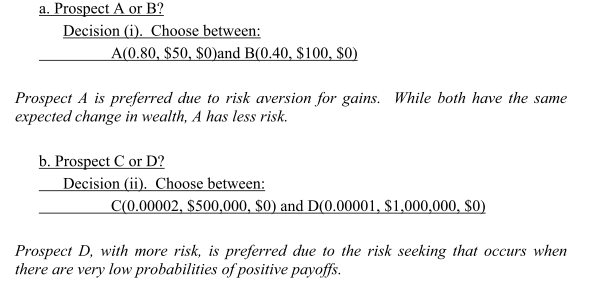 a. Prospect A or B?
Decision (i). Choose between:
A(0.80, $50, $0)and B(0.40, $100, $0)
Prospect A is preferred due to risk aversion for gains. While both have the same
expected change in wealth, A has less risk.
b. Prospect C or D?
Decision (ii). Choose between:
C(0.00002, $500,000, $0) and D(0.00001, $1,000,000, $0)
Prospect D, with more risk, is preferred due to the risk seeking that occurs when
there are very low probabilities of positive payoffs.